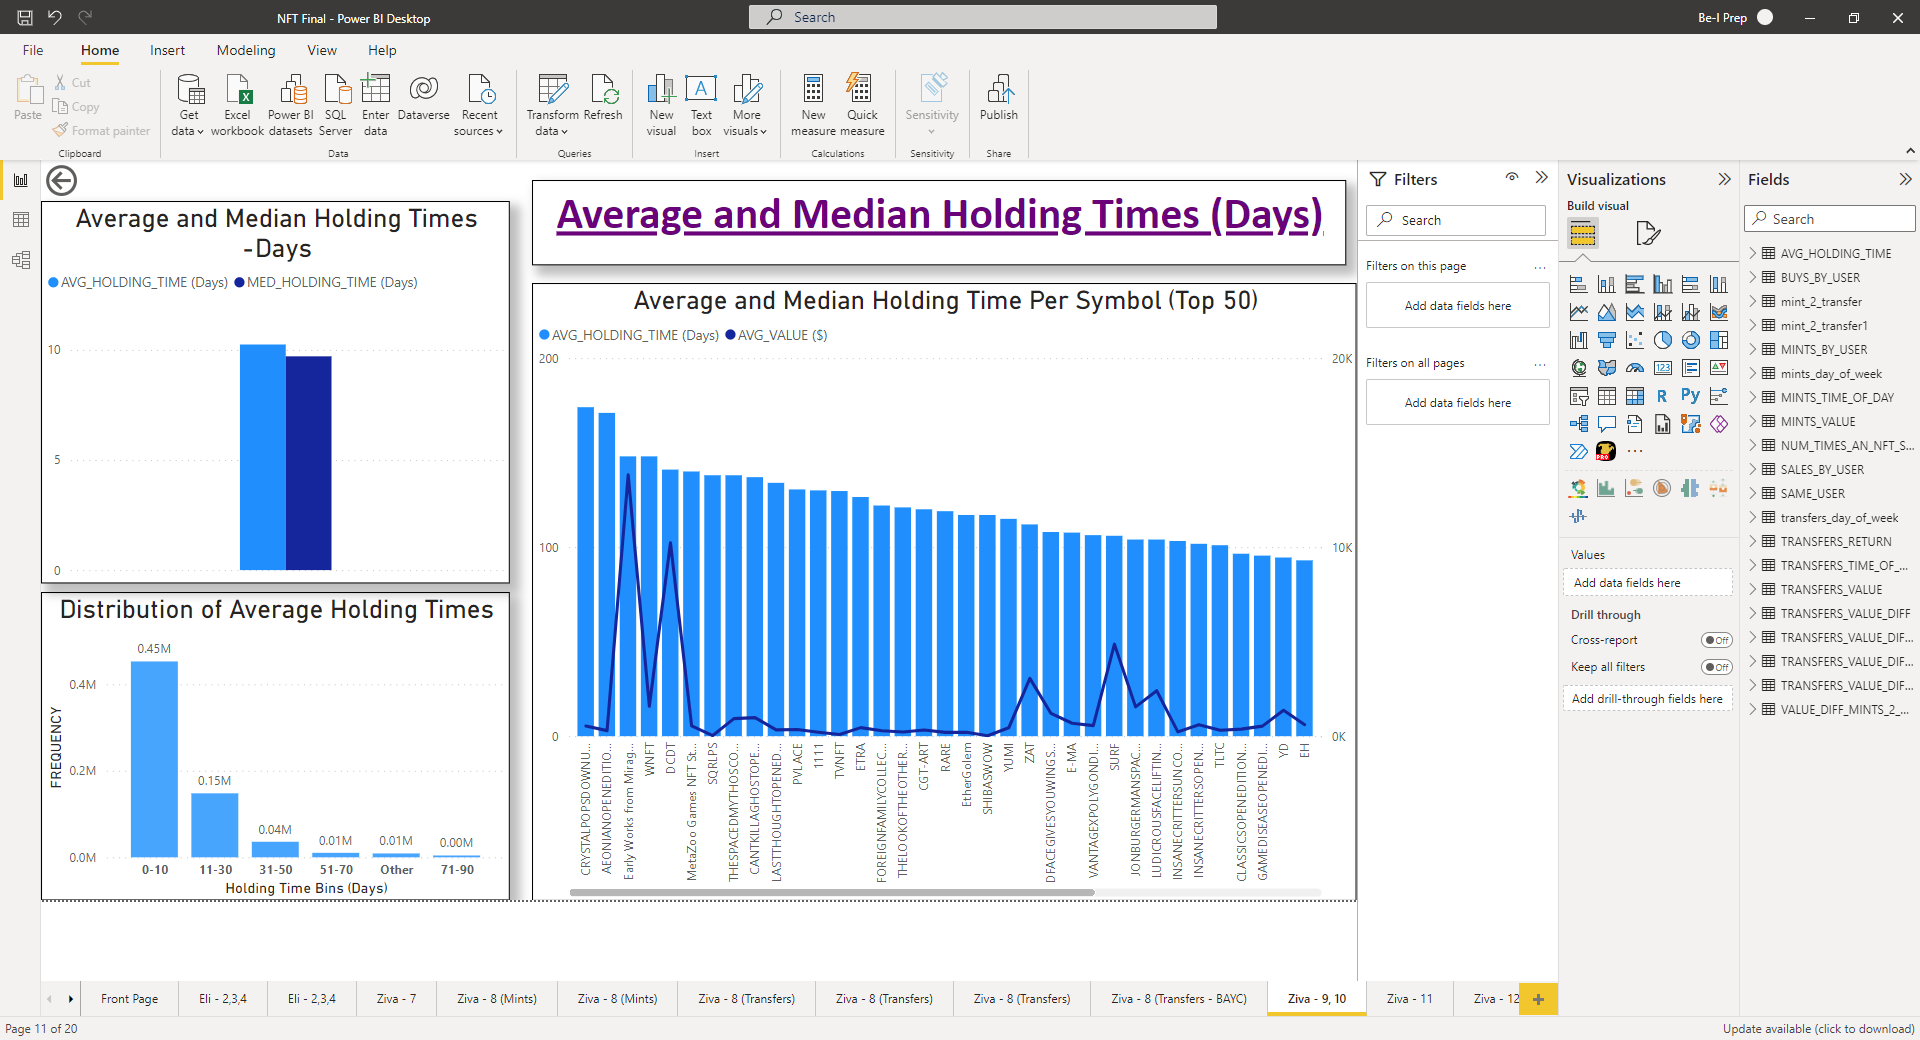 NFT Final - Power BI Desktop
Search
Be-I Prep
File Home Insert Modeling View Help
Paste
Cut
Copy
Format painter
Clipboard
Get data
Excel workbook
Power BI datasets
SQL Server
Enter data
Dataverse
Recent sources
Data
Transform data
Refresh
Queries
New visual
Text box
More visuals
Insert
New measure
Quick measure
Calculations
Sensitivity
Sensitivity
Publish
Share
Average and Median Holding Times
-Days
AVG_HOLDING_TIME (Days) MED_HOLDING_TIME (Days)
10
5
0
Distribution of Average Holding Times
FREQUENCY
0.4M
0.2M
0.0M
0.45M
0.15M
0.04M
0.01M
0.01M
0.00M
0-10 11-30 31-50 51-70 Other 71-90
Holding Time Bins (Days)
Average and Median Holding Times (Days)
Average and Median Holding Time Per Symbol (Top 50)
AVG_HOLDING_TIME (Days) AVG_VALUE ($)
200
100
0
20K
10K
0K
CRYSTALPOPSDOWNU...
AEONIANOPENEDITIO...
Early Works from Mirag...
WNFT
DCDT
MetaZoo Games NFT St...
SQRLPS
THESPACEDMYTHOSCO...
CANTKILLAGHOSTOPE...
LASTTHOUGHTOPENED...
PVLACE
1111
TVNFT
ETRA
FOREIGNFAMILYCOLLEC...
THELOOKOFTHEOTHER...
CGT-ART
RARE
EtherGolem
SHIBASWOW
YUMI
ZAT
DFACEGIVESYOUWINGS...
E-MA
VANTAGEXPOLYGONDI...
SURF
JONBURGERMANSPAC...
LUDICROUSFACELIFTIN...
INSANECRITTERSUNCO...
INSANECRITTERSOPEN...
TLTC
CLASSICSOPENEDITION...
GAMEDISEASEOPENEDI...
YD
EH
Filters
Search
Filters on this page ...
Add data fields here
Filters on all pages ...
Add data fields here
Visualizations
Build visual
123
R
Py
PRO
...
Values
Add data fields here
Drill through
Cross-report Off
Keep all filters Off
Add drill-through fields here
Fields
Search
AVG_HOLDING_TIME
BUYS_BY_USER
mint_2_transfer
mint_2_transfer1
MINTS_BY_USER
mints_day_of_week
MINTS_TIME_OF_DAY
MINTS_VALUE
NUM_TIMES_AN_NFT_S...
SALES_BY_USER
SAME_USER
transfers_day_of_week
TRANSFERS_RETURN
TRANSFERS_TIME_OF_...
TRANSFERS_VALUE
TRANSFERS_VALUE_DIFF
TRANSFERS_VALUE_DIF...
TRANSFERS_VALUE_DIF...
TRANSFERS_VALUE_DIF...
VALUE_DIFF_MINTS_2_...
Front Page
Eli - 2,3,4
Eli - 2,3,4
Ziva - 7
Ziva - 8 (Mints)
Ziva - 8 (Mints)
Ziva - 8 (Transfers)
Ziva - 8 (Transfers)
Ziva - 8 (Transfers)
Ziva - 8 (Transfers - BAYC)
Ziva - 9, 10
Ziva - 11
Ziva - 12
Page 11 of 20
Update available (click to download)